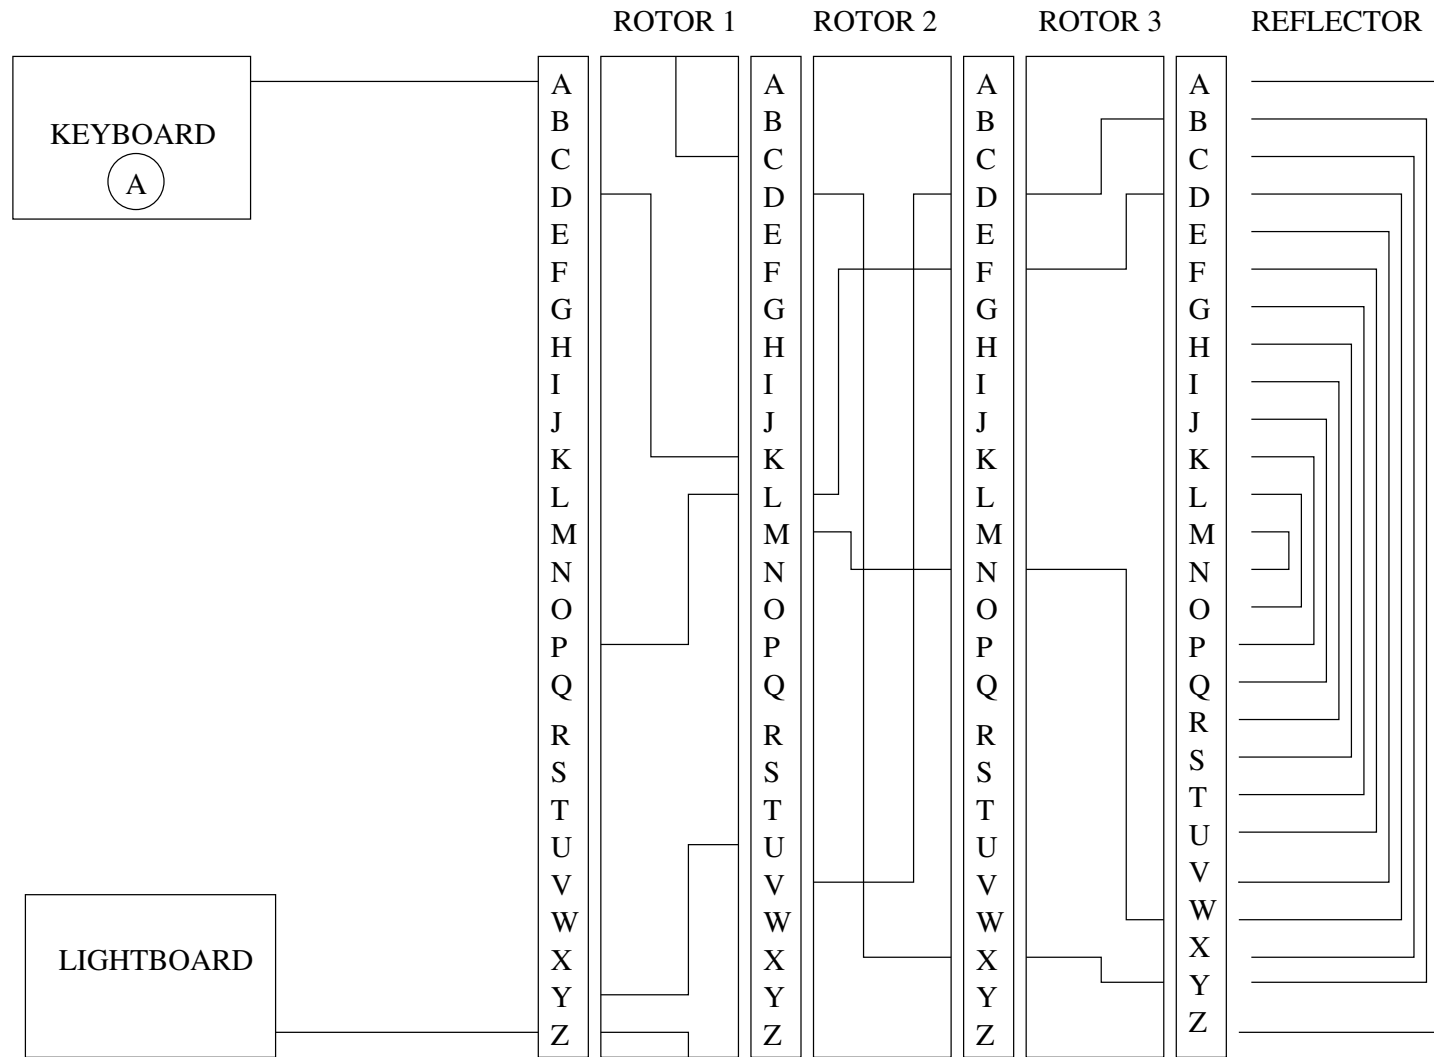 ROTOR 1 ROTOR 2 ROTOR 3 REFLECTOR
A A A A
B B B B
KEYBOARD
C C C C
A
D D D D
E E E E
F F F F
G G G G
H H H H
I I I I
J J J J
K K K K
L L L L
M M M M
N N N N
O O O O
P P P P
Q Q Q Q
R R R R
S S S S
T T T T
U U U U
V V V V
W W W W
X X X X
LIGHTBOARD
Y Y Y Y
Z Z Z Z